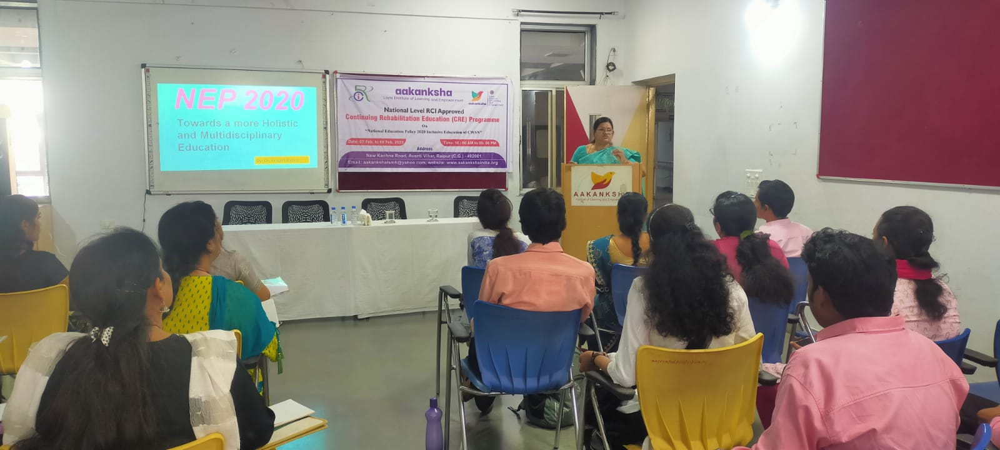 NEP 2020
Towards a more Holistic
and Multidisciplinary
Education
aakanksha
Lions Institute of Learning and Empowerment
aakanksha
National Level RCI Approved
Continuing Rehabilitation Education (CRE) Programme
On
"National Education Policy 2020 Inclusive Education of CWSN"
Date: 07 Feb. to 09 Feb. 2023
Time: 10 : 00 AM to 05: 00 PM
Address
New Kachna Road, Avanti Vihar, Raipur (C.G.) - 492001
Email: aakankshalsmh@yahoo.com, website: www.aakankshaindia.org
AAKANKSHA
Institute of Learning and